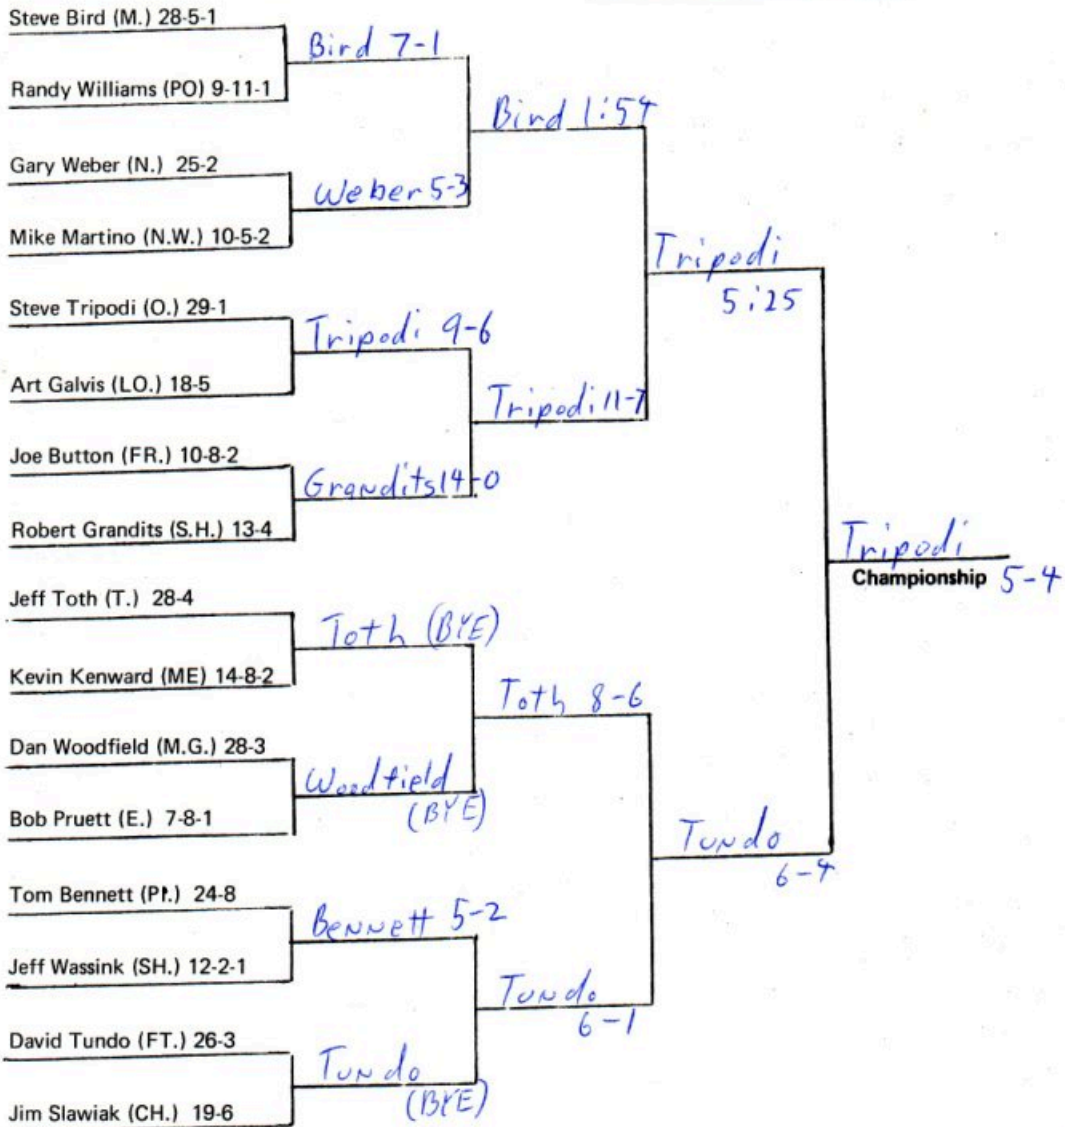 Steve Bird (M.) 28-5-1
Bird 7-1
Randy Williams (PO) 9-11-1
Bird 1:54
Gary Weber (N.) 25-2
Weber 5-3
Mike Martino (N.W.) 10-5-2
Tripodi
5:25
Steve Tripodi (O.) 29-1
Tripodi 9-6
Art Galvis (LO.) 18-5
Tripodi 11-7
Joe Button (FR.) 10-8-2
Grandits 14-0
Robert Grandits (S.H.) 13-4
Tripodi
Championship 5-4
Jeff Toth (T.) 28-4
Toth (BYE)
Kevin Kenward (ME) 14-8-2
Toth 8-6
Dan Woodfield (M.G.) 28-3
Woodfield
(BYE)
Bob Pruett (E.) 7-8-1
Tundo
6-4
Tom Bennett (Pl.) 24-8
Bennett 5-2
Jeff Wassink (SH.) 12-2-1
Tundo
6-1
David Tundo (FT.) 26-3
Tundo
(BYE)
Jim Slawiak (CH.) 19-6